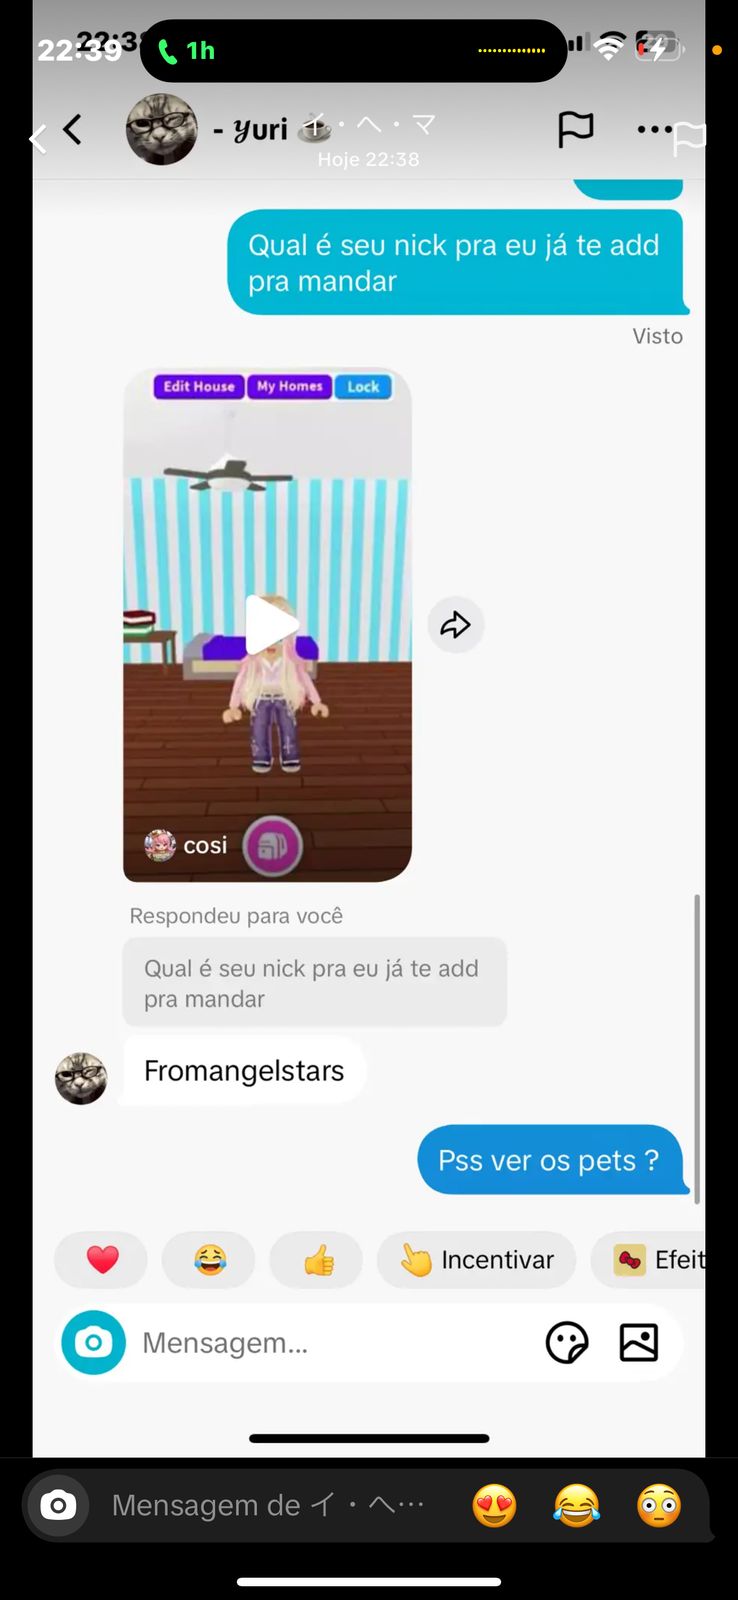 22:39
1h
- Yuri ☕
イ・ヘ・マ
Hoje 22:38
Qual é seu nick pra eu já te add
pra mandar
Visto
Edit House
My Homes
Lock
cosi
Respondeu para você
Qual é seu nick pra eu já te add
pra mandar
Fromangelstars
Pss ver os pets ?
❤️
😂
👍
👆 Incentivar
Efeit
Mensagem...
Mensagem de イ・ヘ…
😍
😂
😳